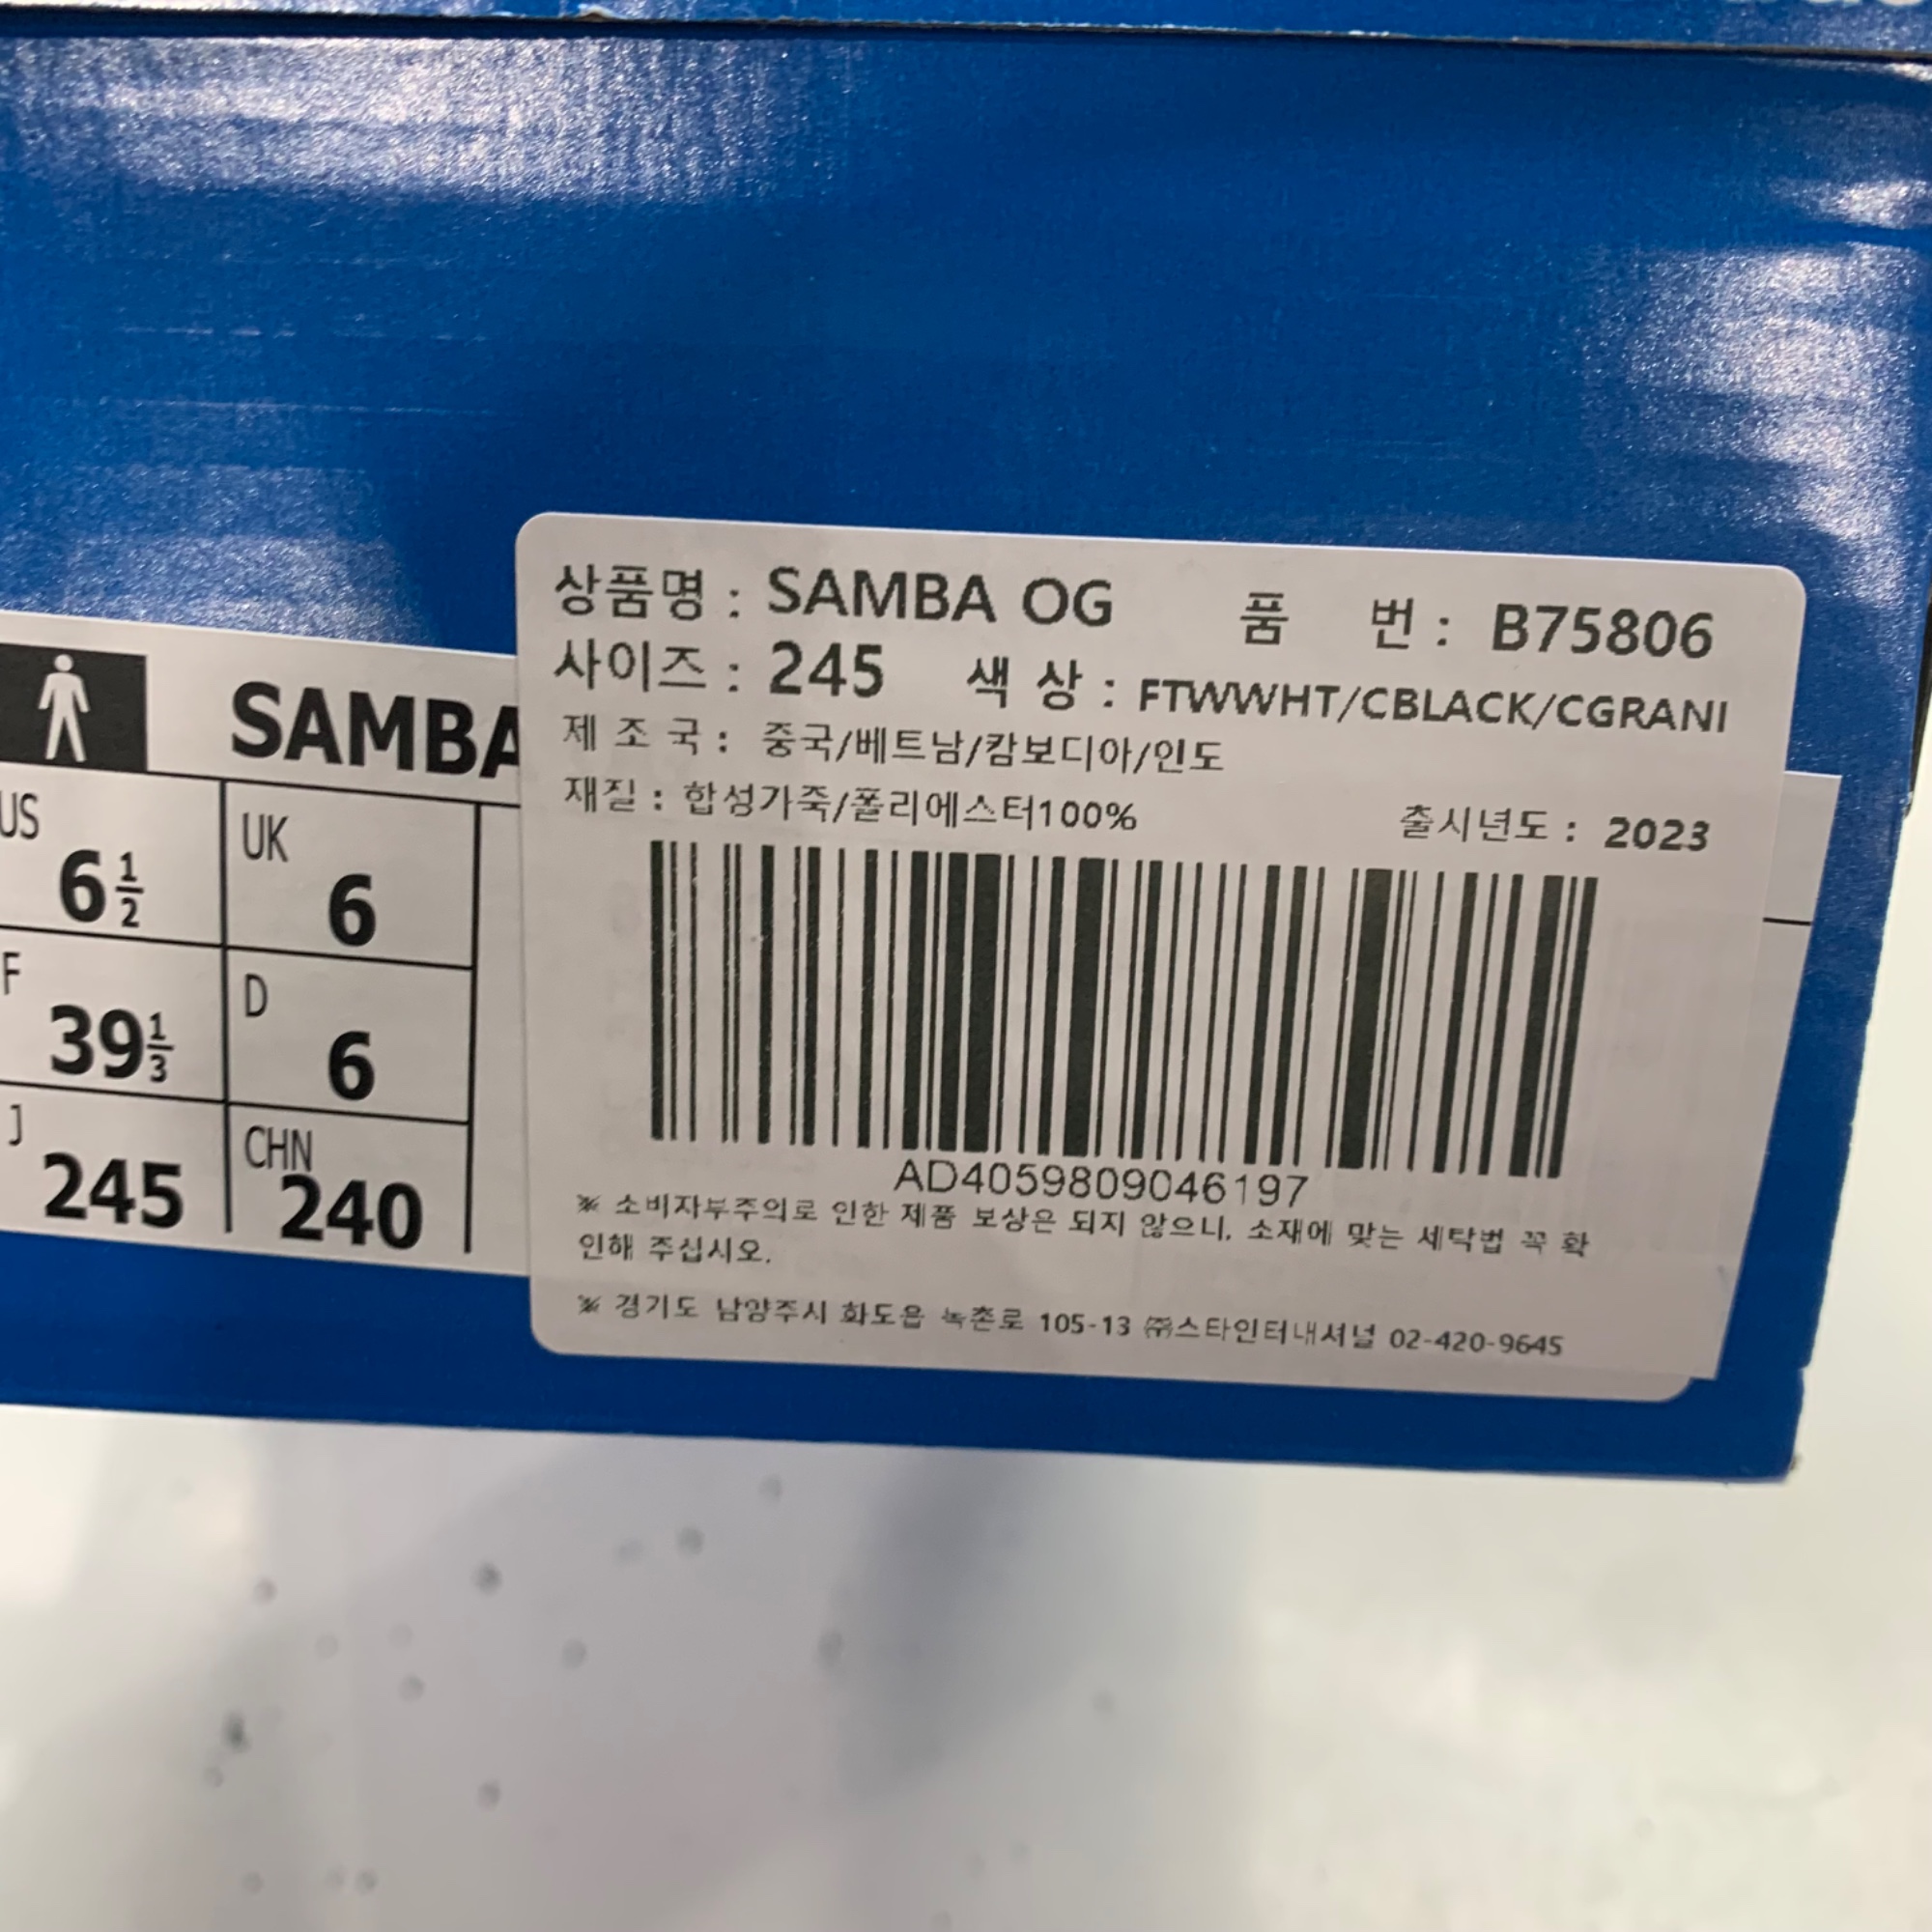 상품명 : SAMBA OG 품 번 : B75806
사이즈 : 245 색 상 : FTWWHT/CBLACK/CGRANI
제 조 국 : 중국/베트남/캄보디아/인도
재질 : 합성가죽/폴리에스터100% 출시년도 : 2023
AD4059809046197
※ 소비자부주의로 인한 제품 보상은 되지 않으니, 소재에 맞는 세탁법 꼭 확
인해 주십시오.
※ 경기도 남양주시 화도읍 녹촌로 105-13 ㈜스타인터내셔널 02-420-9645
SAMBA
US 6½ UK 6
F 39⅓ D 6
J 245 CHN 240